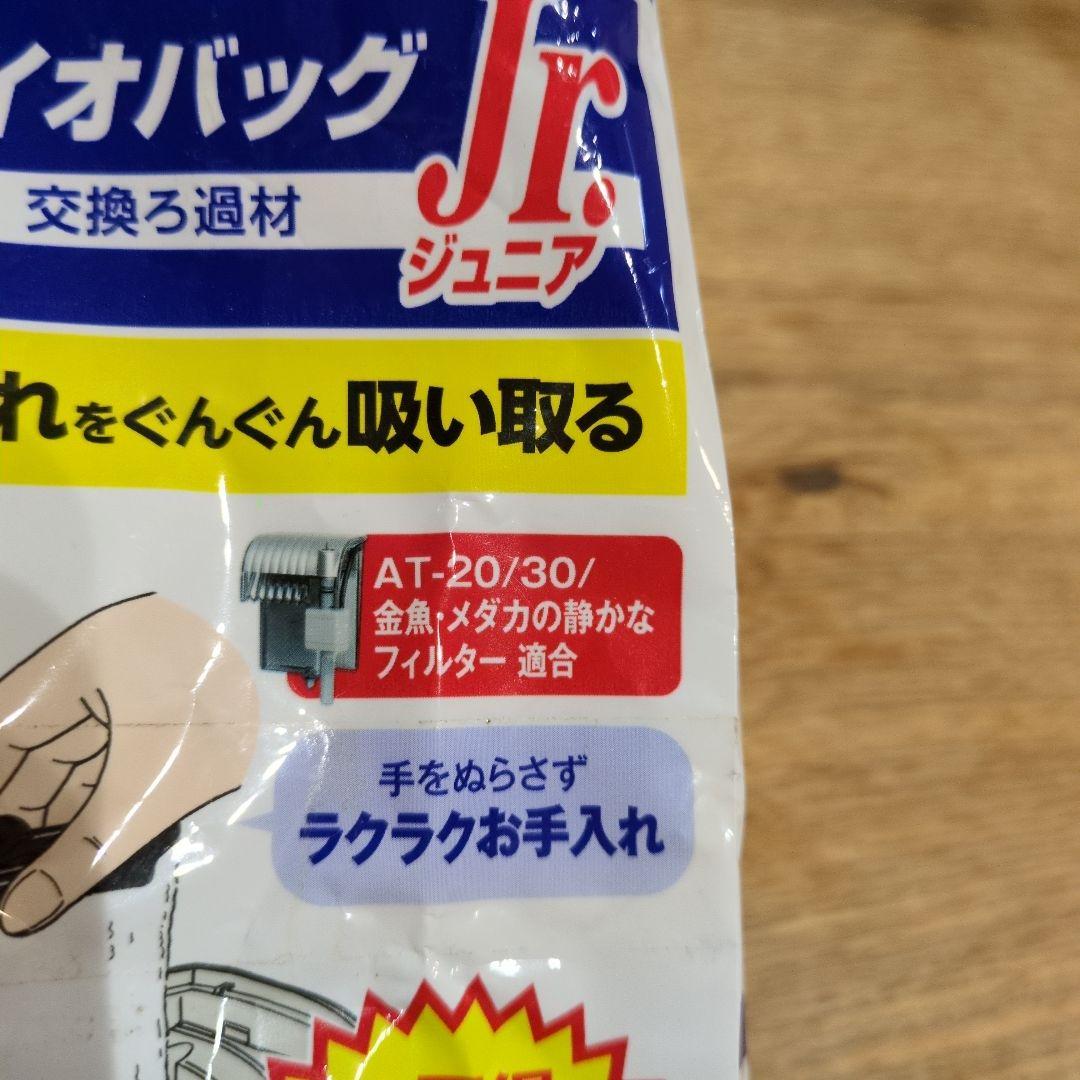 イオバッグ
Jr.
交換ろ過材
ジュニア
れをぐんぐん吸い取る
AT-20/30/
金魚・メダカの静かな
フィルター 適合
手をぬらさず
ラクラクお手入れ